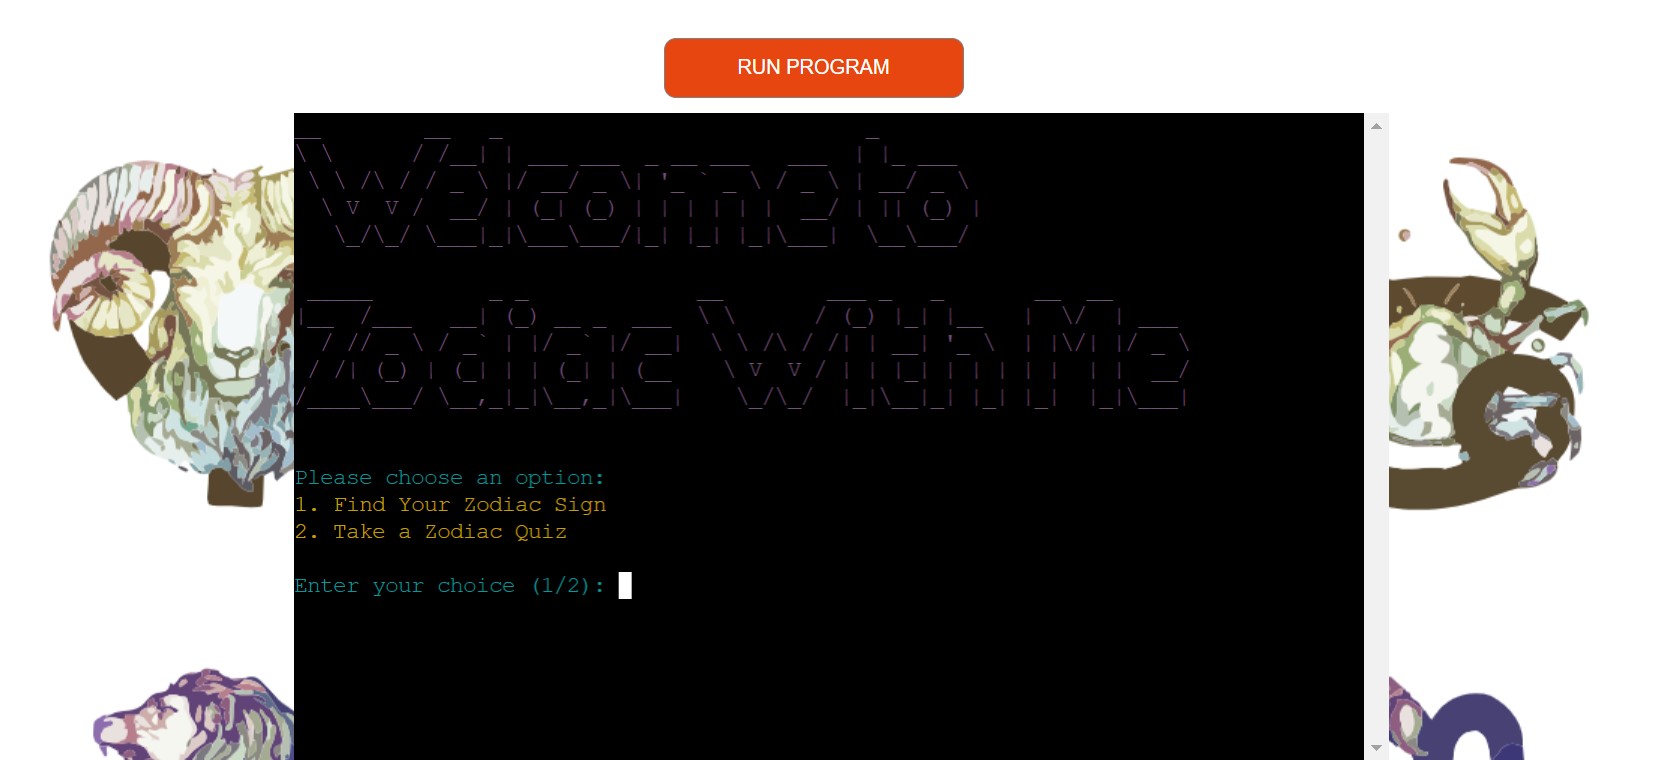 RUN PROGRAM
Welcome to
Zodiac With Me
Please choose an option:
1. Find Your Zodiac Sign
2. Take a Zodiac Quiz
Enter your choice (1/2):